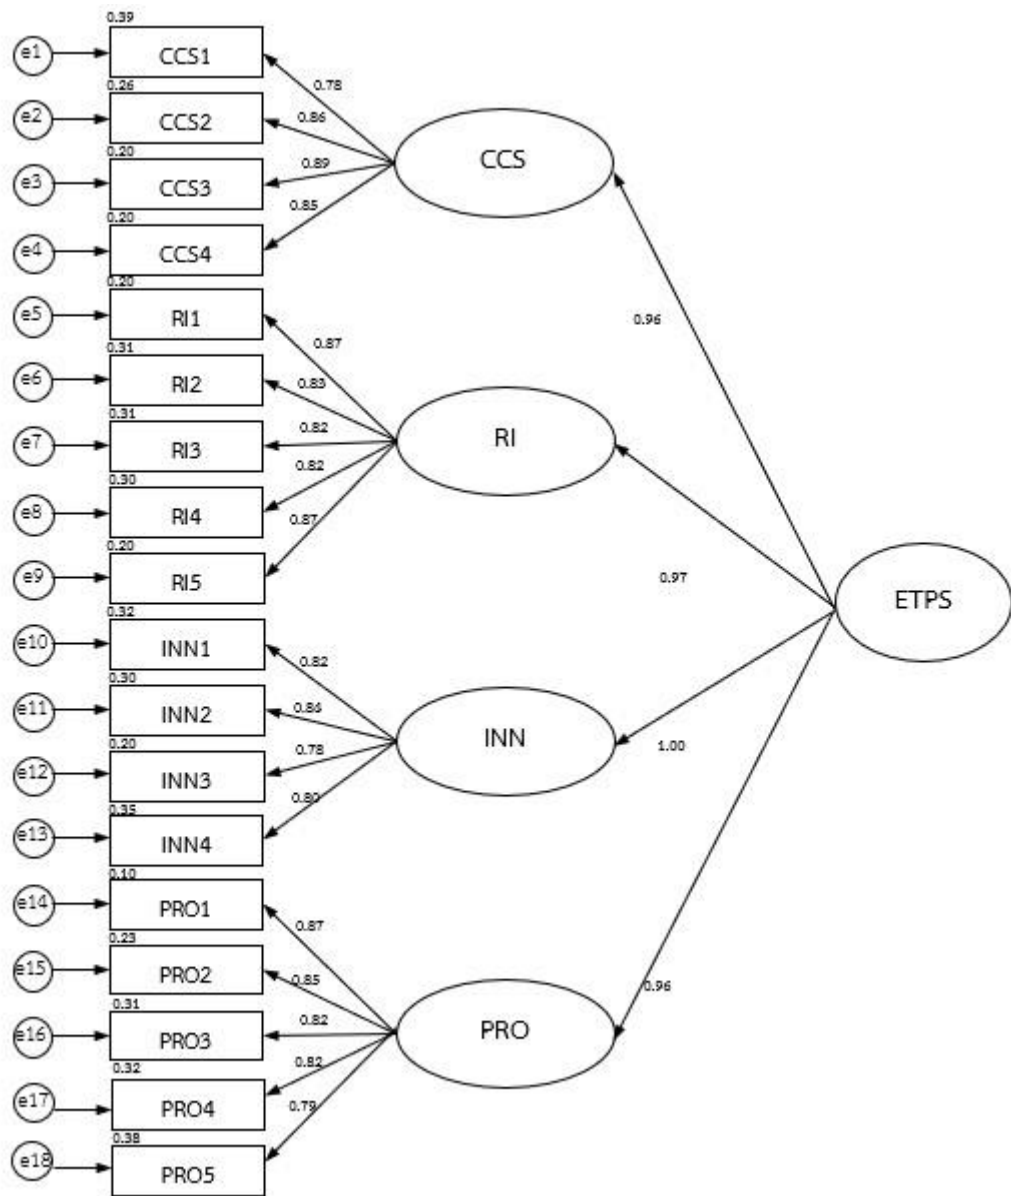 0.39
e1
CCS1
0.78
0.26
e2
CCS2
0.86
CCS
0.20
e3
CCS3
0.89
0.20
e4
CCS4
0.85
0.96
0.20
e5
RI1
0.87
0.31
e6
RI2
0.83
RI
0.31
e7
RI3
0.82
0.30
e8
RI4
0.82
0.20
e9
RI5
0.87
0.97
ETPS
0.32
e10
INN1
0.82
0.30
e11
INN2
0.86
INN
1.00
0.20
e12
INN3
0.78
0.35
e13
INN4
0.80
0.10
e14
PRO1
0.87
0.23
e15
PRO2
0.85
0.96
0.31
e16
PRO3
0.82
PRO
0.32
e17
PRO4
0.82
0.38
e18
PRO5
0.79